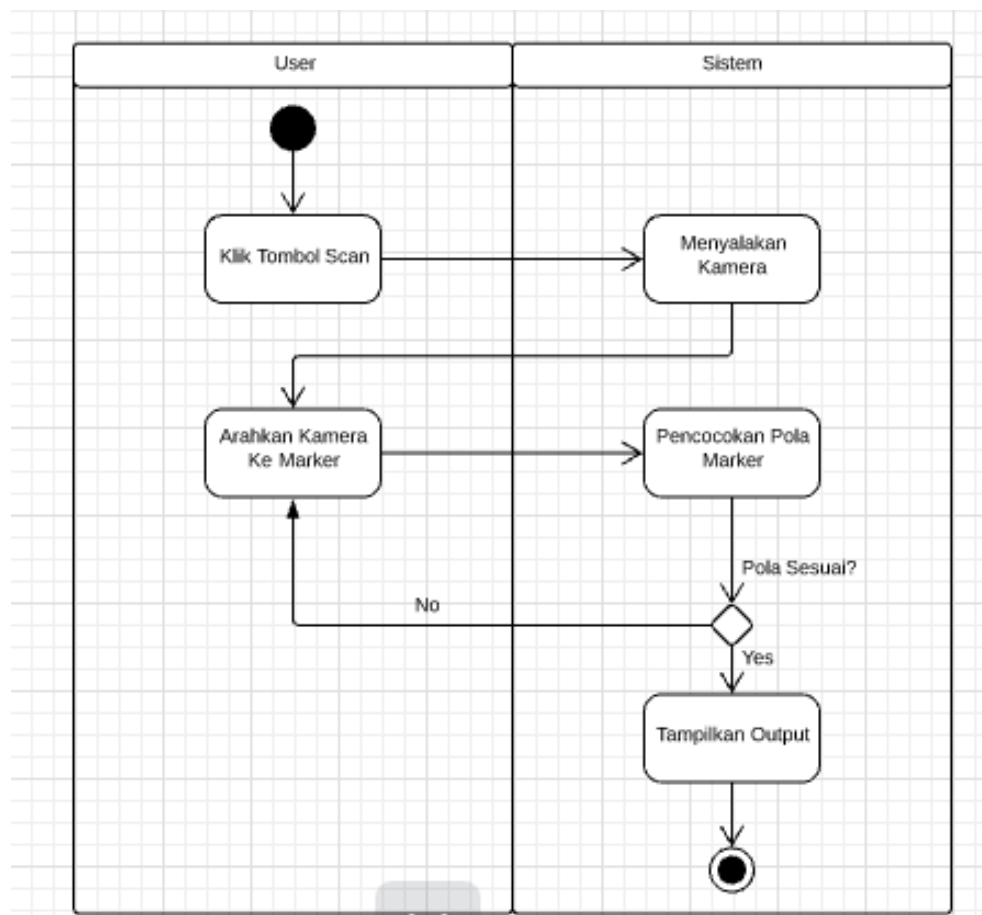 User
Sistem
Klik Tombol Scan
Menyalakan
Kamera
Arahkan Kamera
Ke Marker
Pencocokan Pola
Marker
Pola Sesuai?
No
Yes
Tampilkan Output